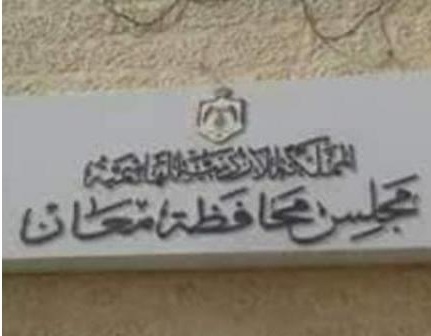 المملكة الأردنية الهاشمية
مجلس محافظة معان